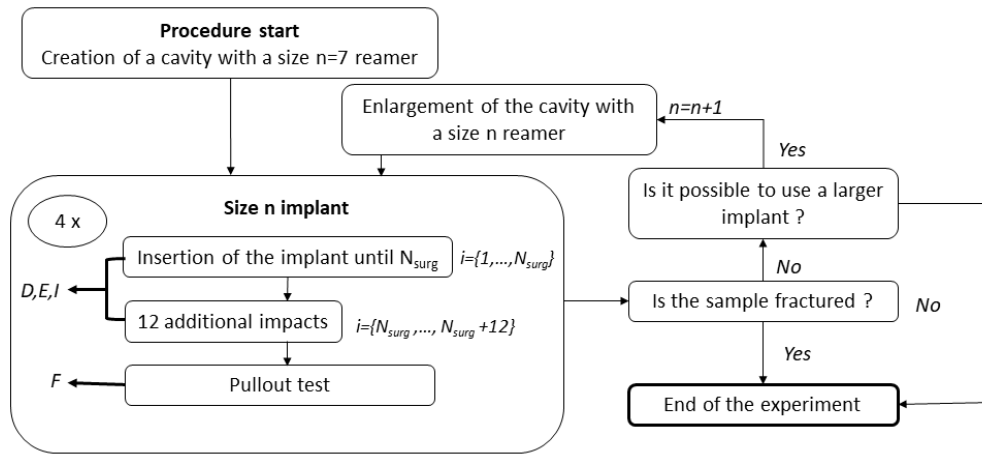 Procedure start
Creation of a cavity with a size n=7 reamer
Enlargement of the cavity with
a size n reamer
n=n+1
Yes
Is it possible to use a larger
implant ?
No
Is the sample fractured ?
No
Yes
End of the experiment
Size n implant
4 x
Insertion of the implant until Nsurg
i={1,...,Nsurg}
D,E,I
12 additional impacts
i={Nsurg,..., Nsurg +12}
Pullout test
F